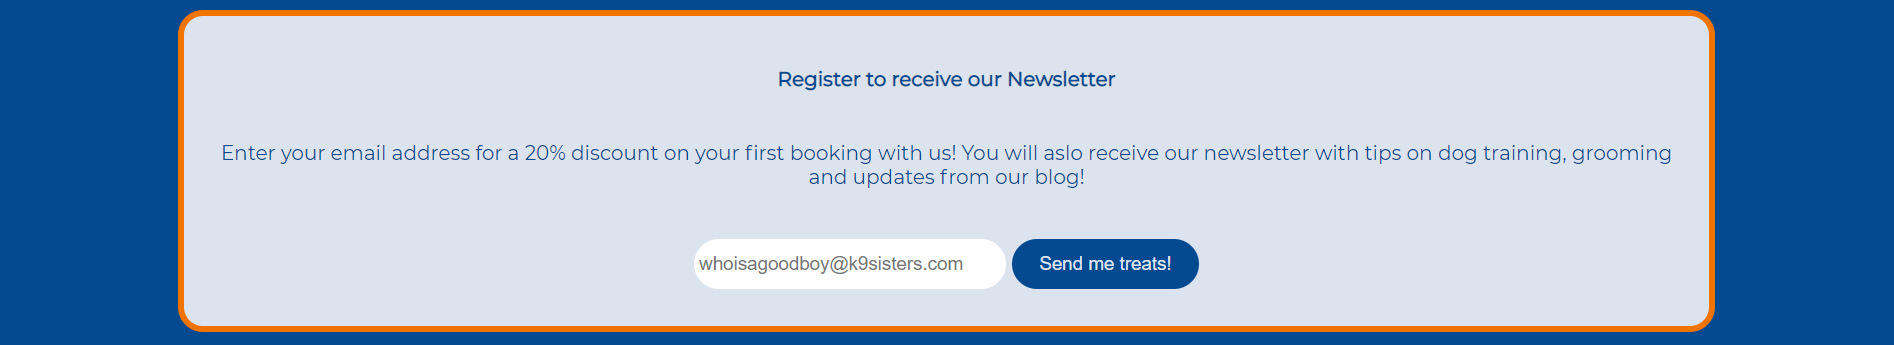 Register to receive our Newsletter
Enter your email address for a 20% discount on your first booking with us! You will aslo receive our newsletter with tips on dog training, grooming
and updates from our blog!
whoisagoodboy@k9sisters.com
Send me treats!